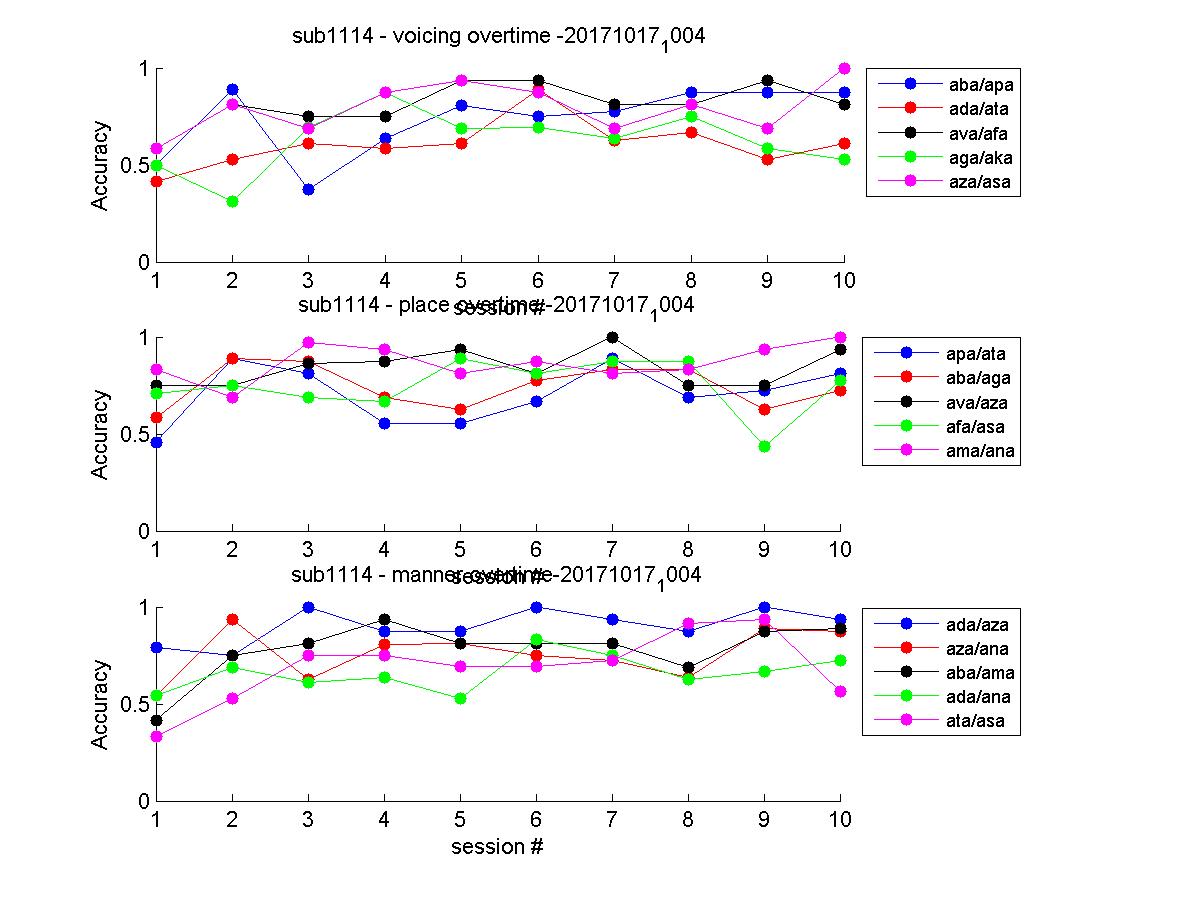 sub1114 - voicing overtime -20171017₁004
1
0.5
0
Accuracy
1 2 3 4 5 6 7 8 9 10
session #
aba/apa
ada/ata
ava/afa
aga/aka
aza/asa
sub1114 - place overtime -20171017₁004
1
0.5
0
Accuracy
1 2 3 4 5 6 7 8 9 10
session #
apa/ata
aba/aga
ava/aza
afa/asa
ama/ana
sub1114 - manner overtime -20171017₁004
1
0.5
0
Accuracy
1 2 3 4 5 6 7 8 9 10
session #
ada/aza
aza/ana
aba/ama
ada/ana
ata/asa